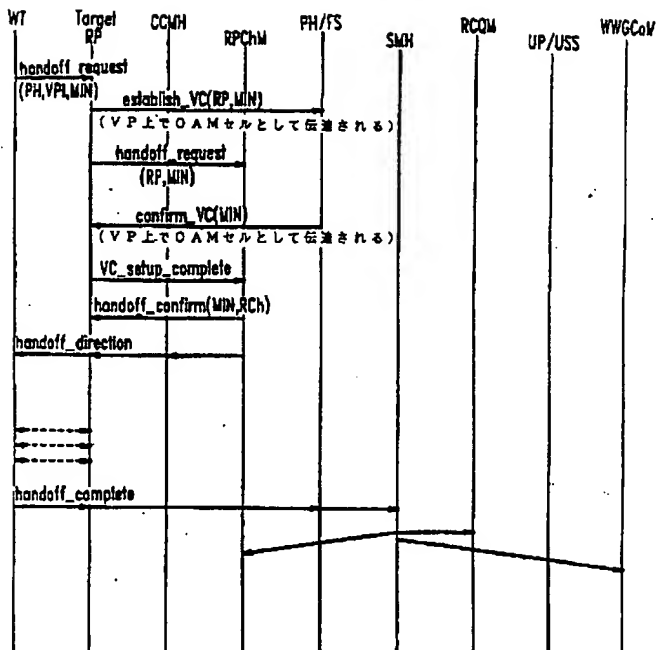 WT
Target
RP
CCMH
RPChM
PH/FS
SMH
RCQM
UP/USS
WWGCoM
handoff_request
(PH,VPI,MIN)
establish_VC(RP,MIN)
(VP上でOAMセルとして伝達される)
handoff_request
(RP,MIN)
confirm_VC(MIN)
(VP上でOAMセルとして伝達される)
VC_setup_complete
handoff_confirm(MIN,RCh)
handoff_direction
handoff_complete